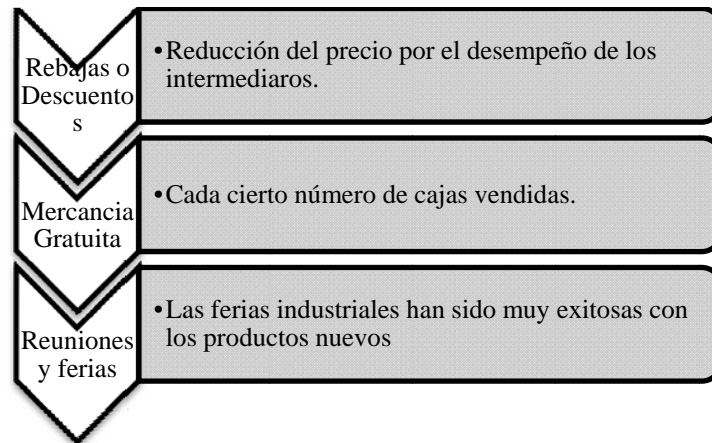 Rebajas o
Descuento
s
•Reducción del precio por el desempeño de los
intermediaros.
Mercancia
Gratuita
•Cada cierto número de cajas vendidas.
Reuniones
y ferias
•Las ferias industriales han sido muy exitosas con
los productos nuevos